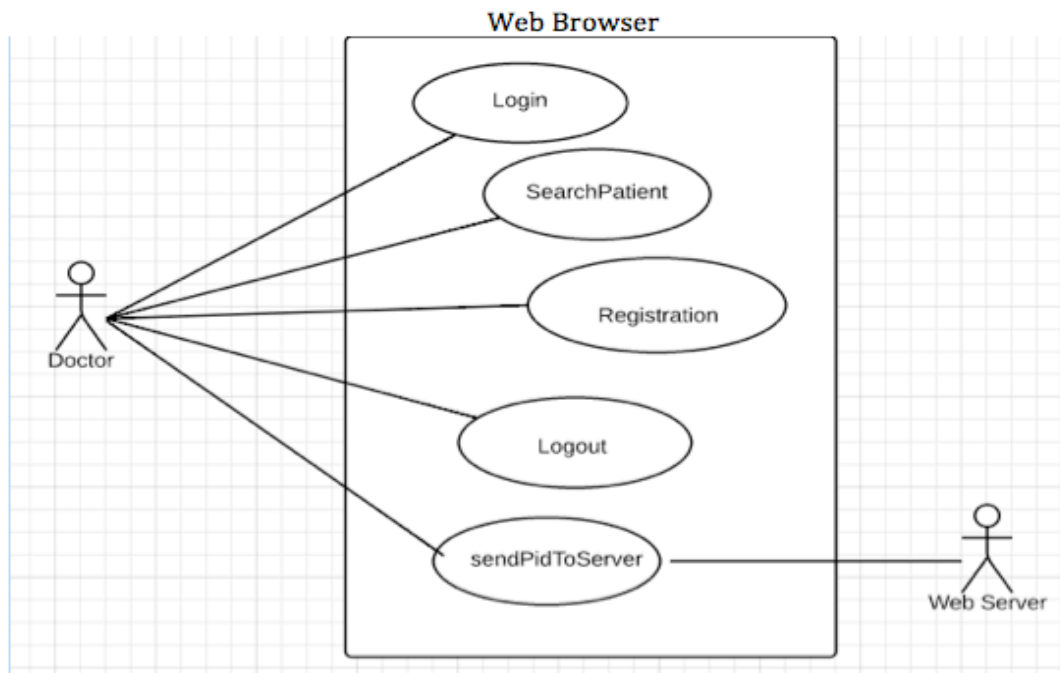 Web Browser
Login
SearchPatient
Registration
Doctor
Logout
sendPidToServer
Web Server